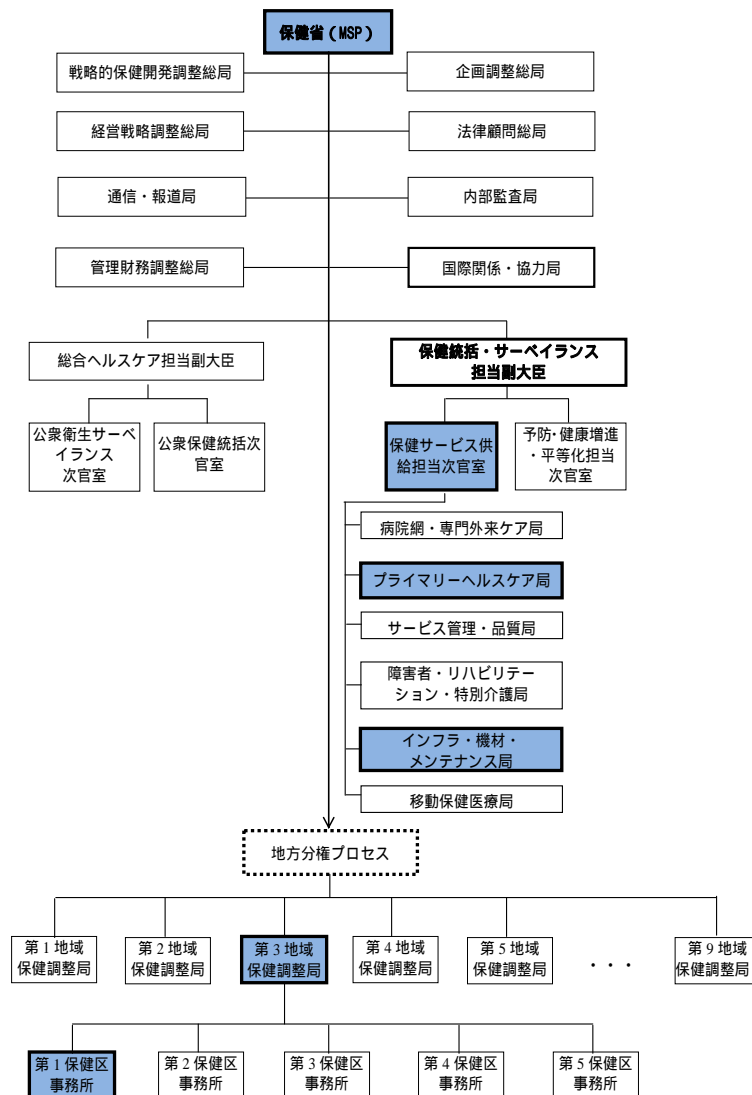 保健省（MSP）
戦略的保健開発調整総局
企画調整総局
経営戦略調整総局
法律顧問総局
通信・報道局
内部監査局
管理財務調整総局
国際関係・協力局
総合ヘルスケア担当副大臣
保健統括・サーベイランス
担当副大臣
公衆衛生サーベ
イランス
次官室
公衆保健統括次
官室
保健サービス供
給担当次官室
予防・健康増進
・平等化担当
次官室
病院網・専門外来ケア局
プライマリーヘルスケア局
サービス管理・品質局
障害者・リハビリテー
ション・特別介護局
インフラ・機材・
メンテナンス局
移動保健医療局
地方分権プロセス
第1地域
保健調整局
第2地域
保健調整局
第3地域
保健調整局
第4地域
保健調整局
第5地域
保健調整局
・・・
第9地域
保健調整局
第1保健区
事務所
第2保健区
事務所
第3保健区
事務所
第4保健区
事務所
第5保健区
事務所